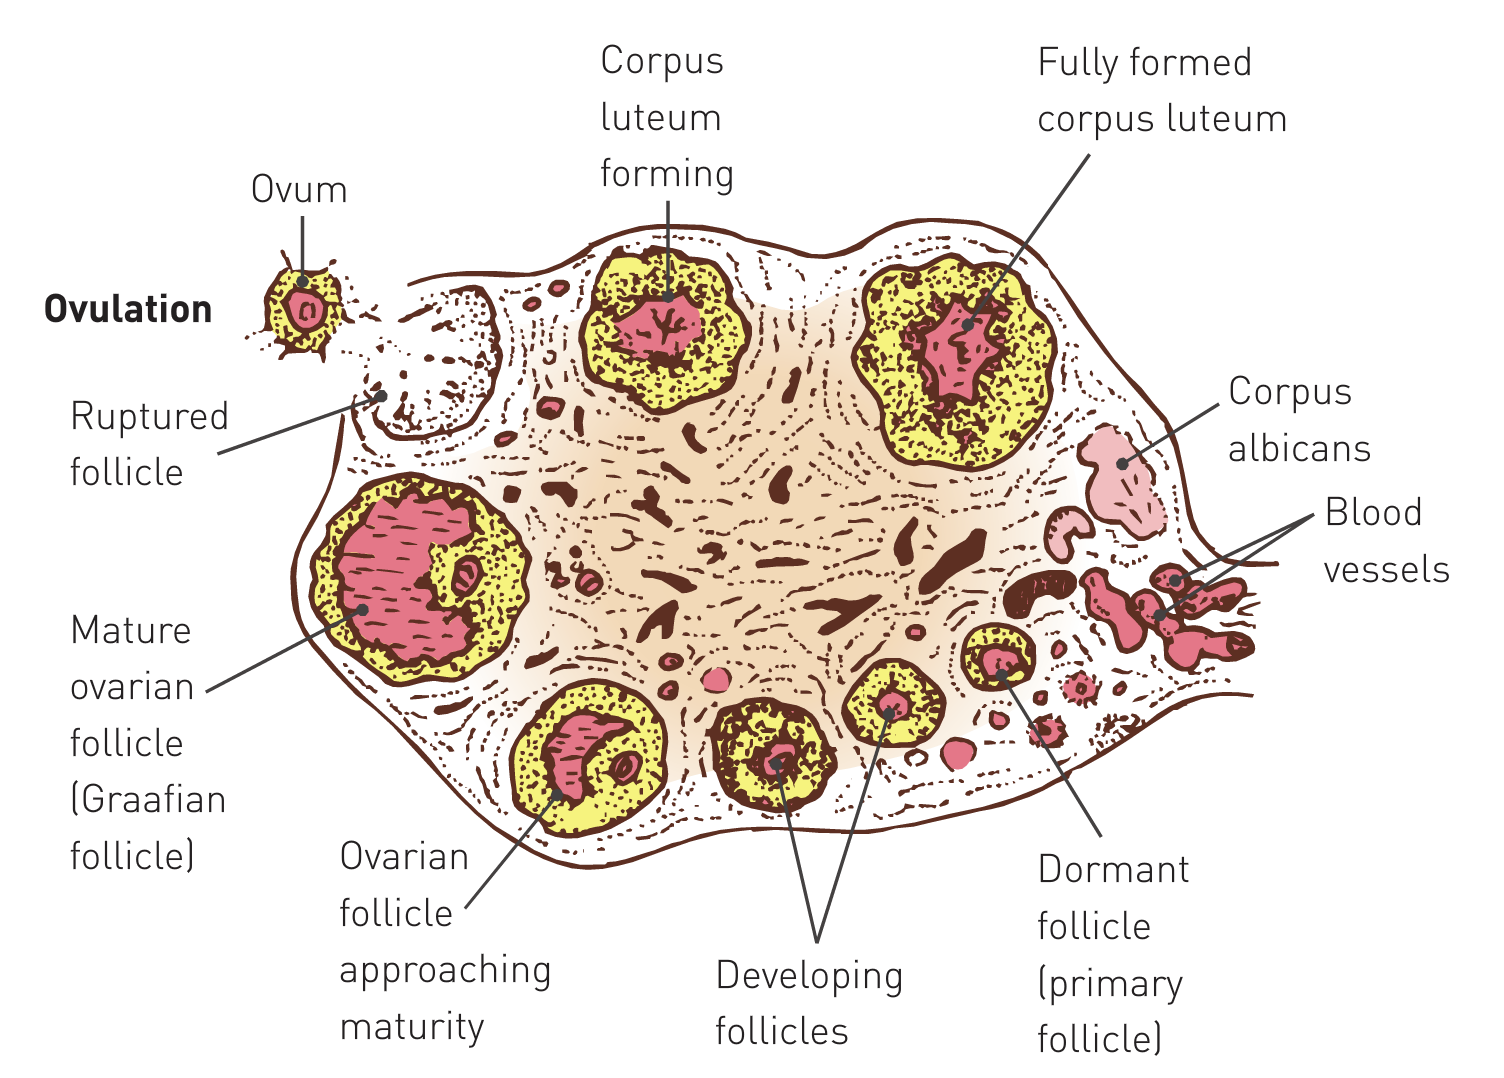 Corpus
luteum
forming
Fully formed
corpus luteum
Ovum
Ovulation
Ruptured
follicle
Corpus
albicans
Blood
vessels
Mature
ovarian
follicle
(Graafian
follicle)
Ovarian
follicle
approaching
maturity
Developing
follicles
Dormant
follicle
(primary
follicle)